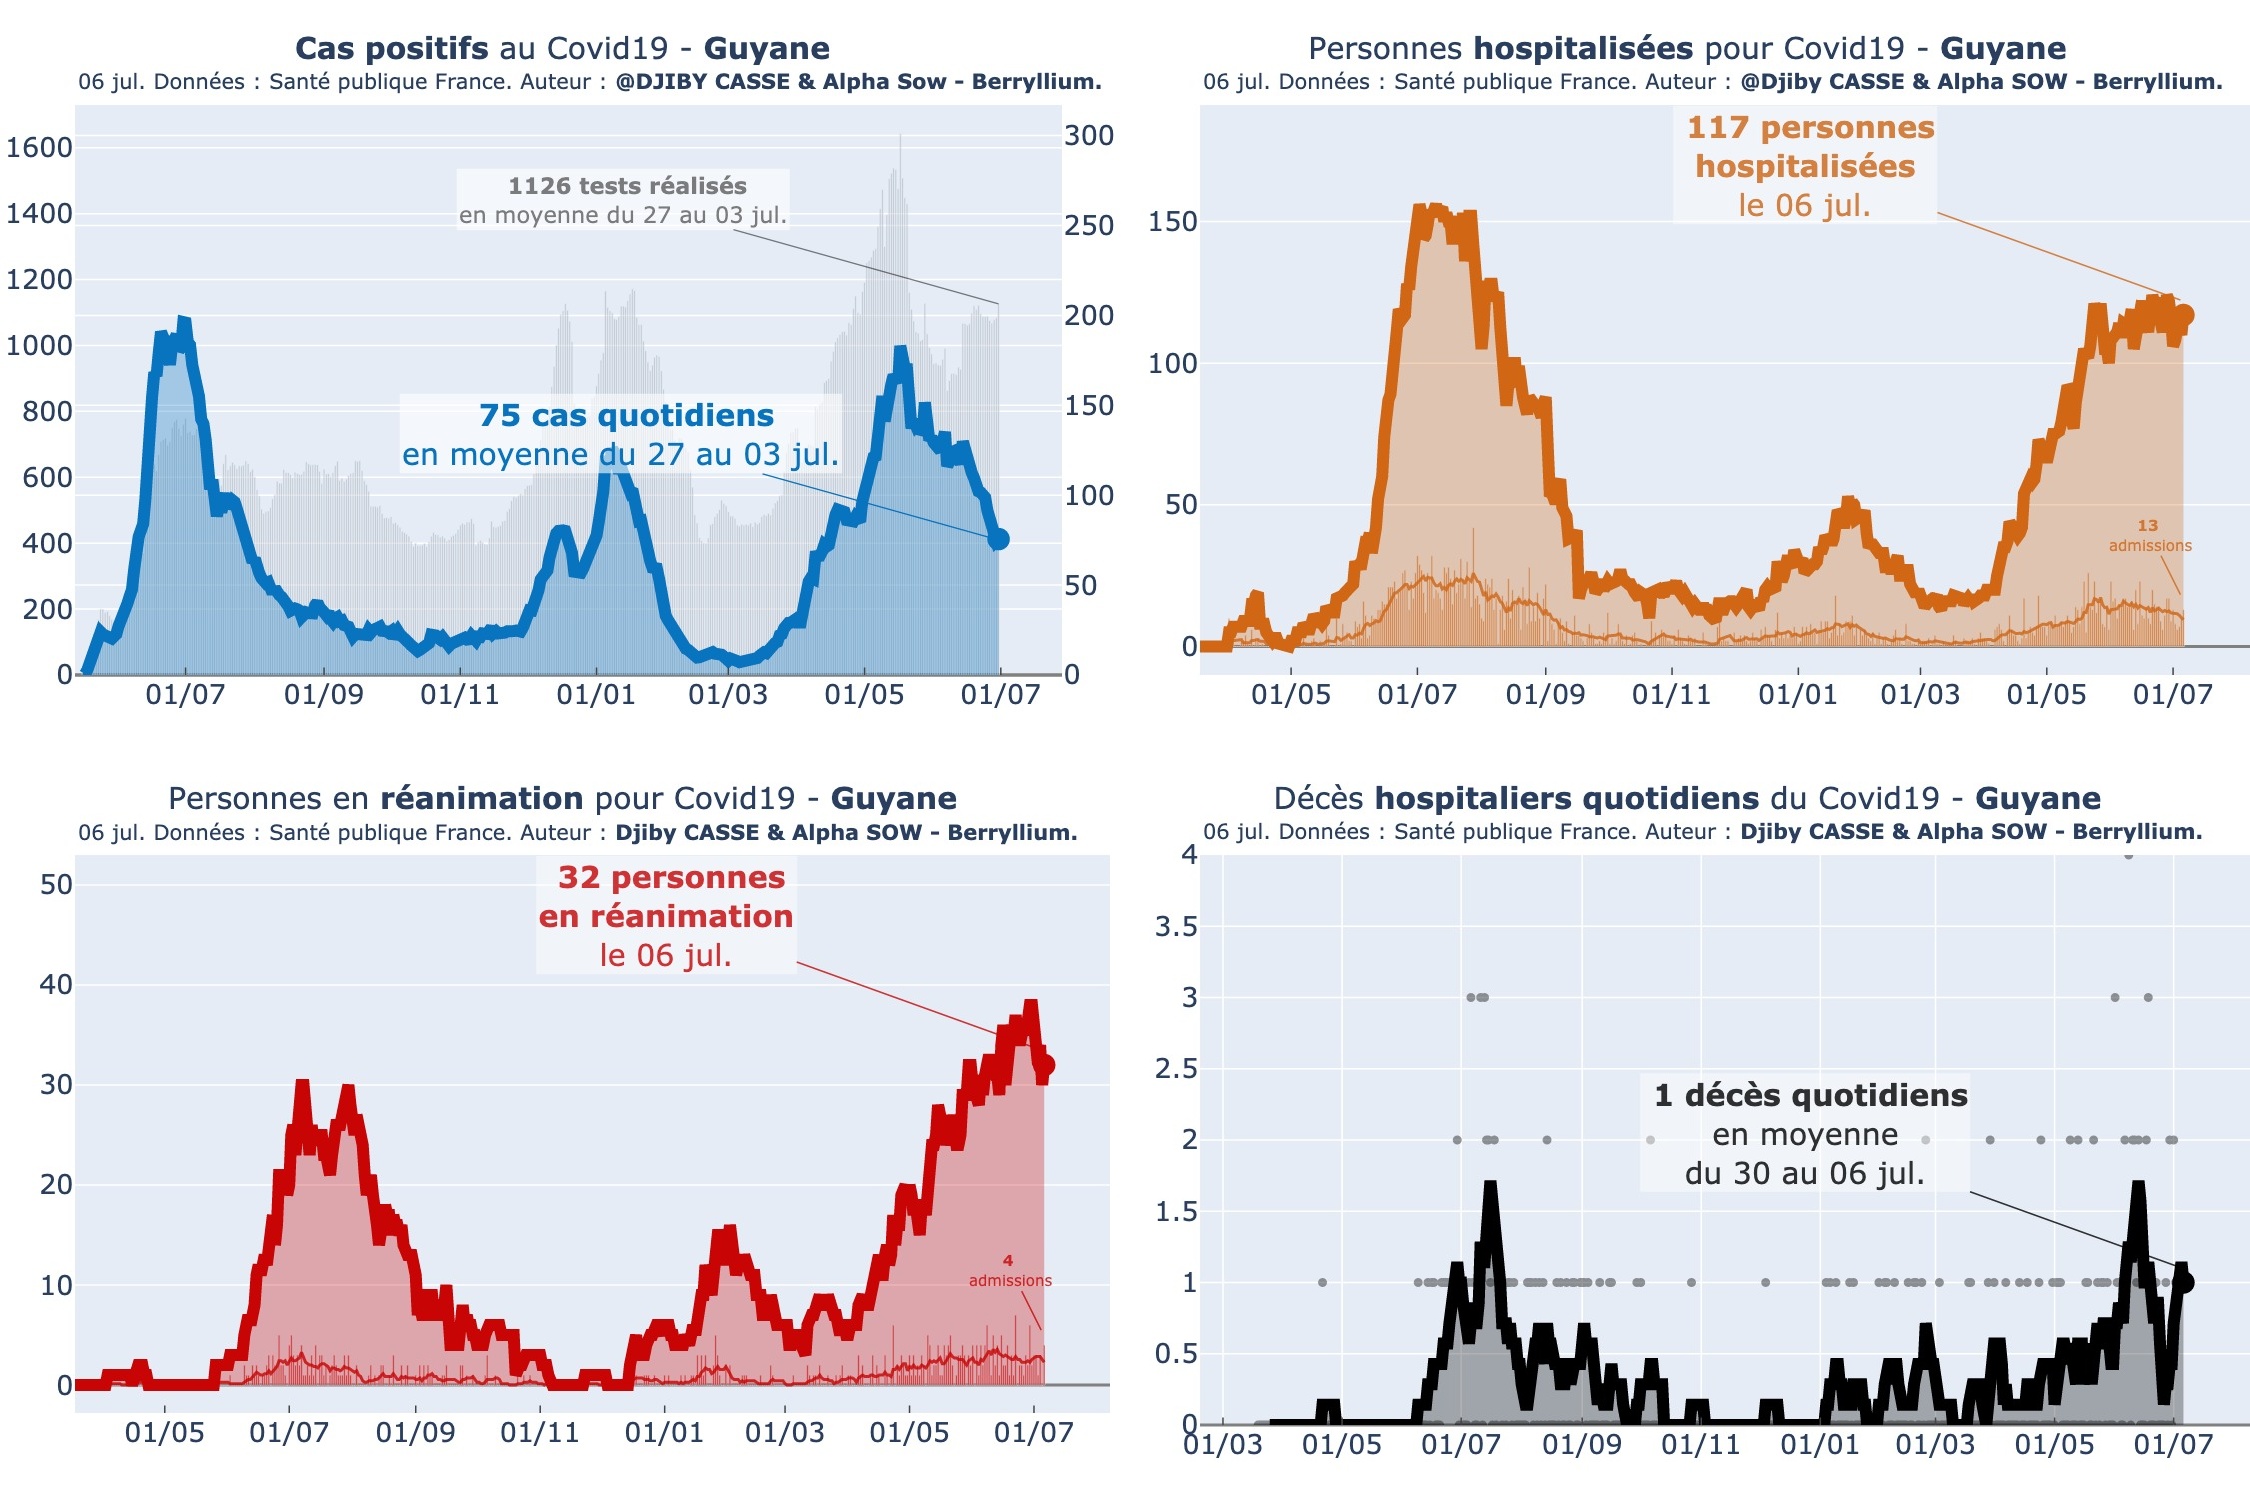 Cas positifs au Covid19 - Guyane
06 jul. Données : Santé publique France. Auteur : @DJIBY CASSE & Alpha Sow - Berryllium.
1600
1400
1200
1000
800
600
400
200
0
300
250
200
150
100
50
0
1126 tests réalisés
en moyenne du 27 au 03 jul.
75 cas quotidiens
en moyenne du 27 au 03 jul.
01/07 01/09 01/11 01/01 01/03 01/05 01/07
Personnes hospitalisées pour Covid19 - Guyane
06 jul. Données : Santé publique France. Auteur : @Djiby CASSE & Alpha SOW - Berryllium.
150
100
50
0
117 personnes
hospitalisées
le 06 jul.
13
admissions
01/05 01/07 01/09 01/11 01/01 01/03 01/05 01/07
Personnes en réanimation pour Covid19 - Guyane
06 jul. Données : Santé publique France. Auteur : Djiby CASSE & Alpha SOW - Berryllium.
50
40
30
20
10
0
32 personnes
en réanimation
le 06 jul.
4
admissions
01/05 01/07 01/09 01/11 01/01 01/03 01/05 01/07
Décès hospitaliers quotidiens du Covid19 - Guyane
06 jul. Données : Santé publique France. Auteur : Djiby CASSE & Alpha SOW - Berryllium.
4
3.5
3
2.5
2
1.5
1
0.5
0
1 décès quotidiens
en moyenne
du 30 au 06 jul.
01/03 01/05 01/07 01/09 01/11 01/01 01/03 01/05 01/07